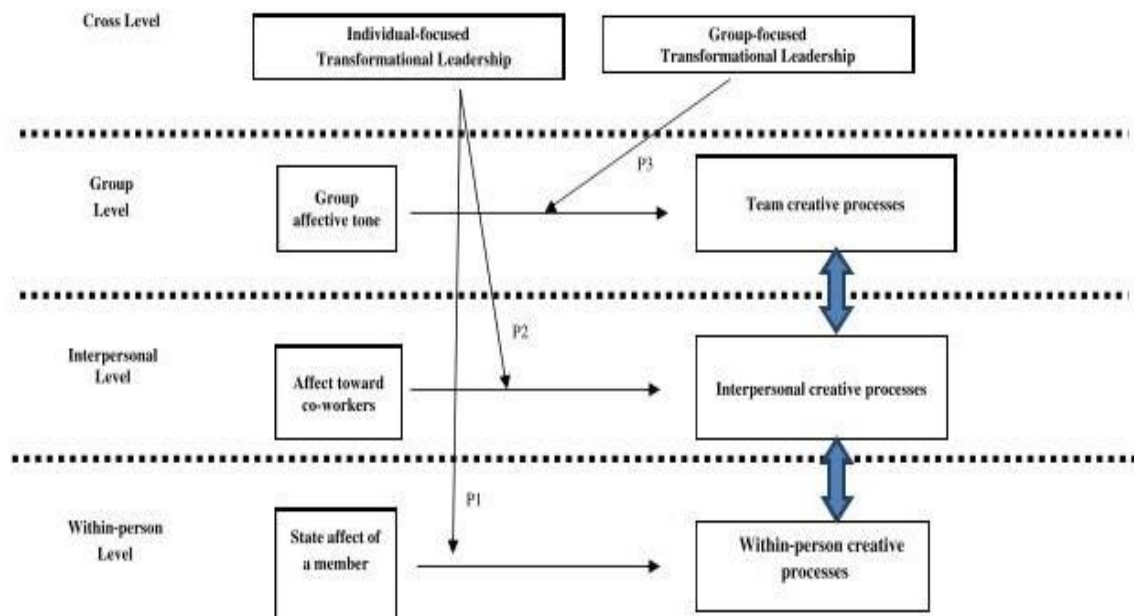 Cross Level
Individual-focused
Transformational Leadership
Group-focused
Transformational Leadership
P3
Group
Level
Group
affective tone
Team creative processes
P2
Interpersonal
Level
Affect toward
co-workers
Interpersonal creative processes
P1
Within-person
Level
State affect of
a member
Within-person creative
processes